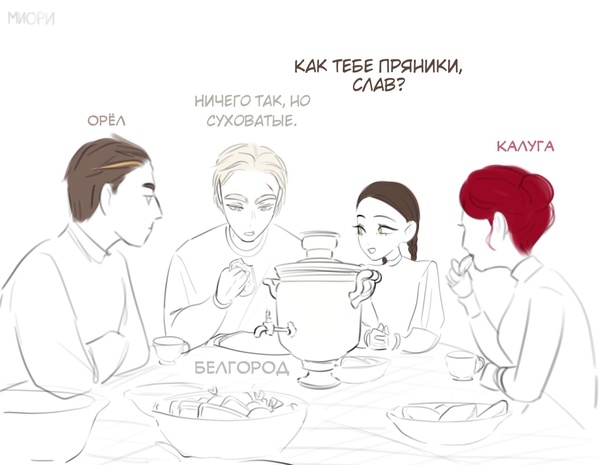 МИОРИ
КАК ТЕБЕ ПРЯНИКИ,
СЛАВ?
НИЧЕГО ТАК, НО
СУХОВАТЫЕ.
ОРЁЛ
КАЛУГА
БЕЛГОРОД